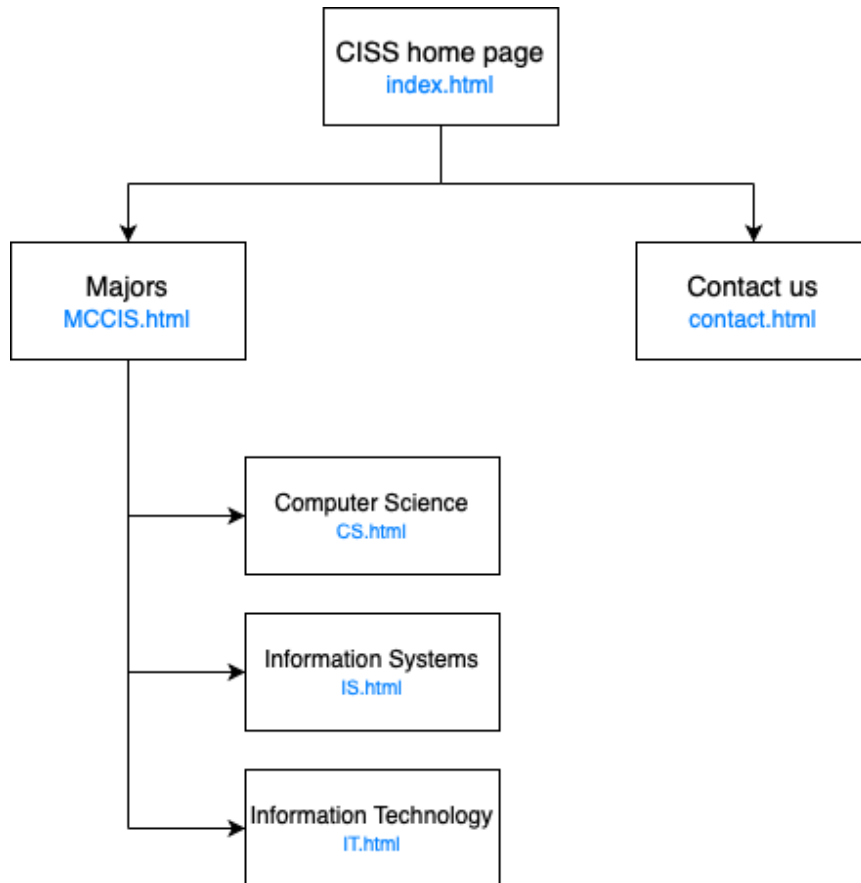 CISS home page
index.html
Majors
MCCIS.html
Contact us
contact.html
Computer Science
CS.html
Information Systems
IS.html
Information Technology
IT.html